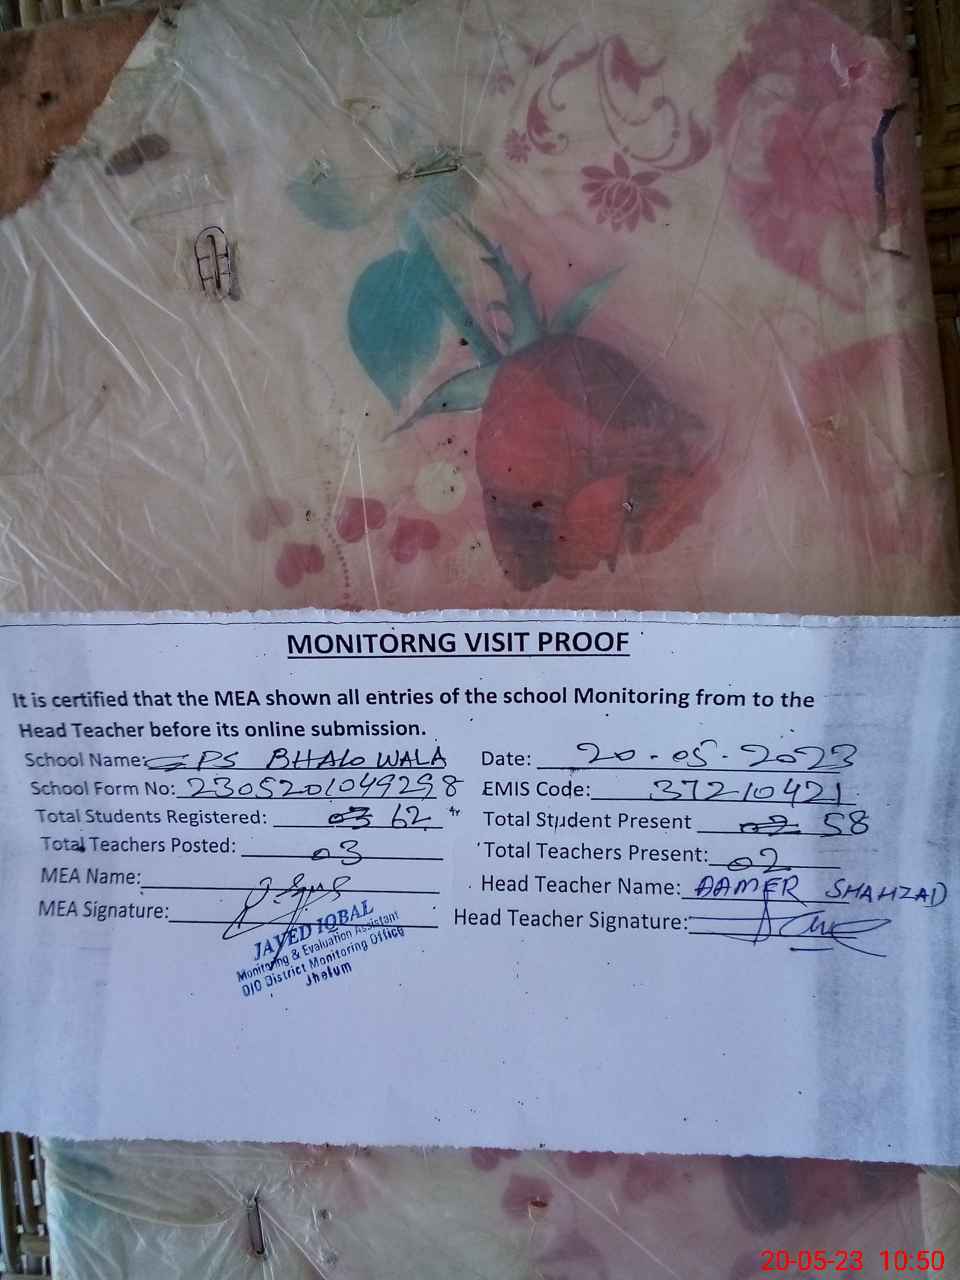 MONITORNG VISIT PROOF
It is certified that the MEA shown all entries of the school Monitoring from to the
Head Teacher before its online submission.
School Name: GPS BHALOWALA Date: 20-05-2023
School Form No: 2305201049298 EMIS Code: 37210421
Total Students Registered: 03 62 Total Student Present 02 58
Total Teachers Posted: 03 Total Teachers Present: 02
MEA Name: Head Teacher Name: AAMER SHAHZAD
MEA Signature: Head Teacher Signature:
JAVED IQBAL
Monitoring & Evaluation Assistant
O/O District Monitoring Office
Jhelum
20-05-23 10:50